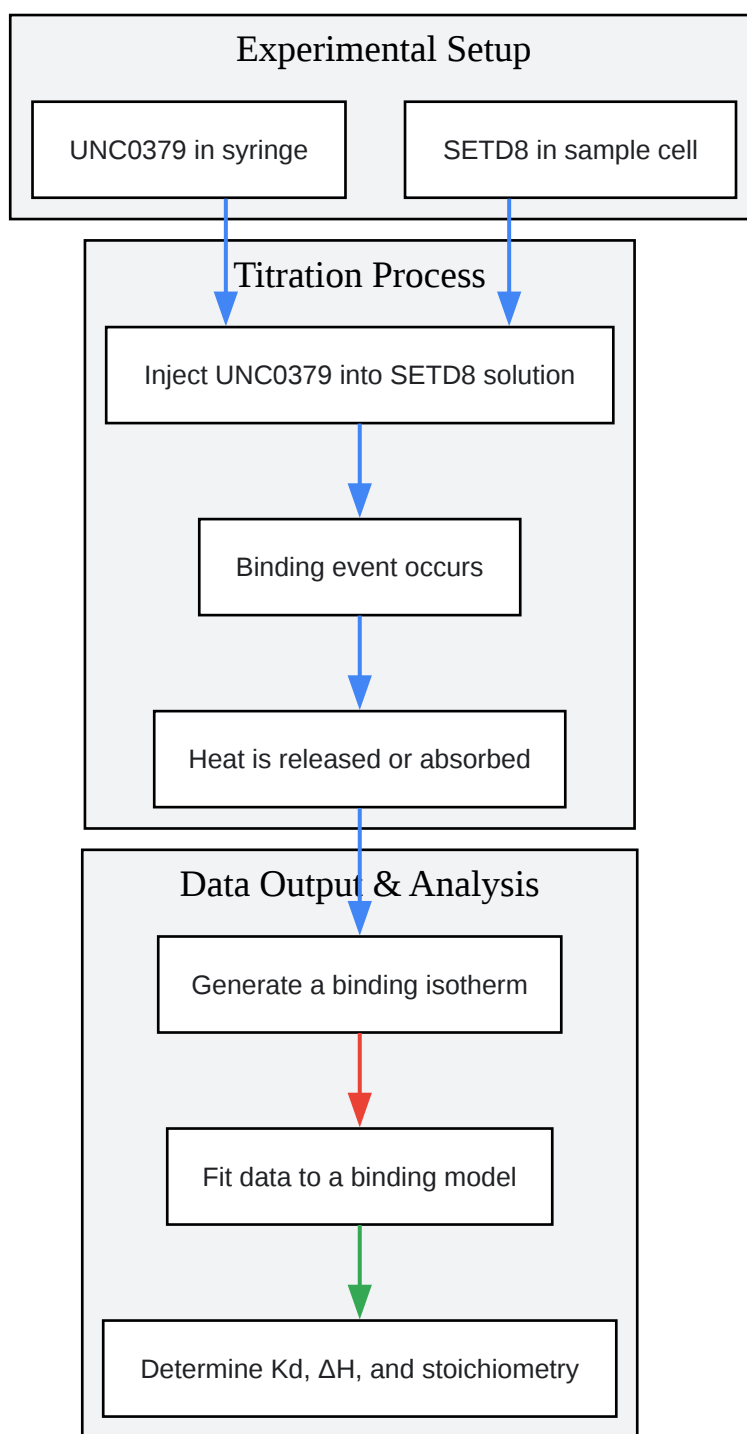 Experimental Setup
UNC0379 in syringe
SETD8 in sample cell
Titration Process
Inject UNC0379 into SETD8 solution
Binding event occurs
Heat is released or absorbed
Data Output & Analysis
Generate a binding isotherm
Fit data to a binding model
Determine Kd, ΔH, and stoichiometry